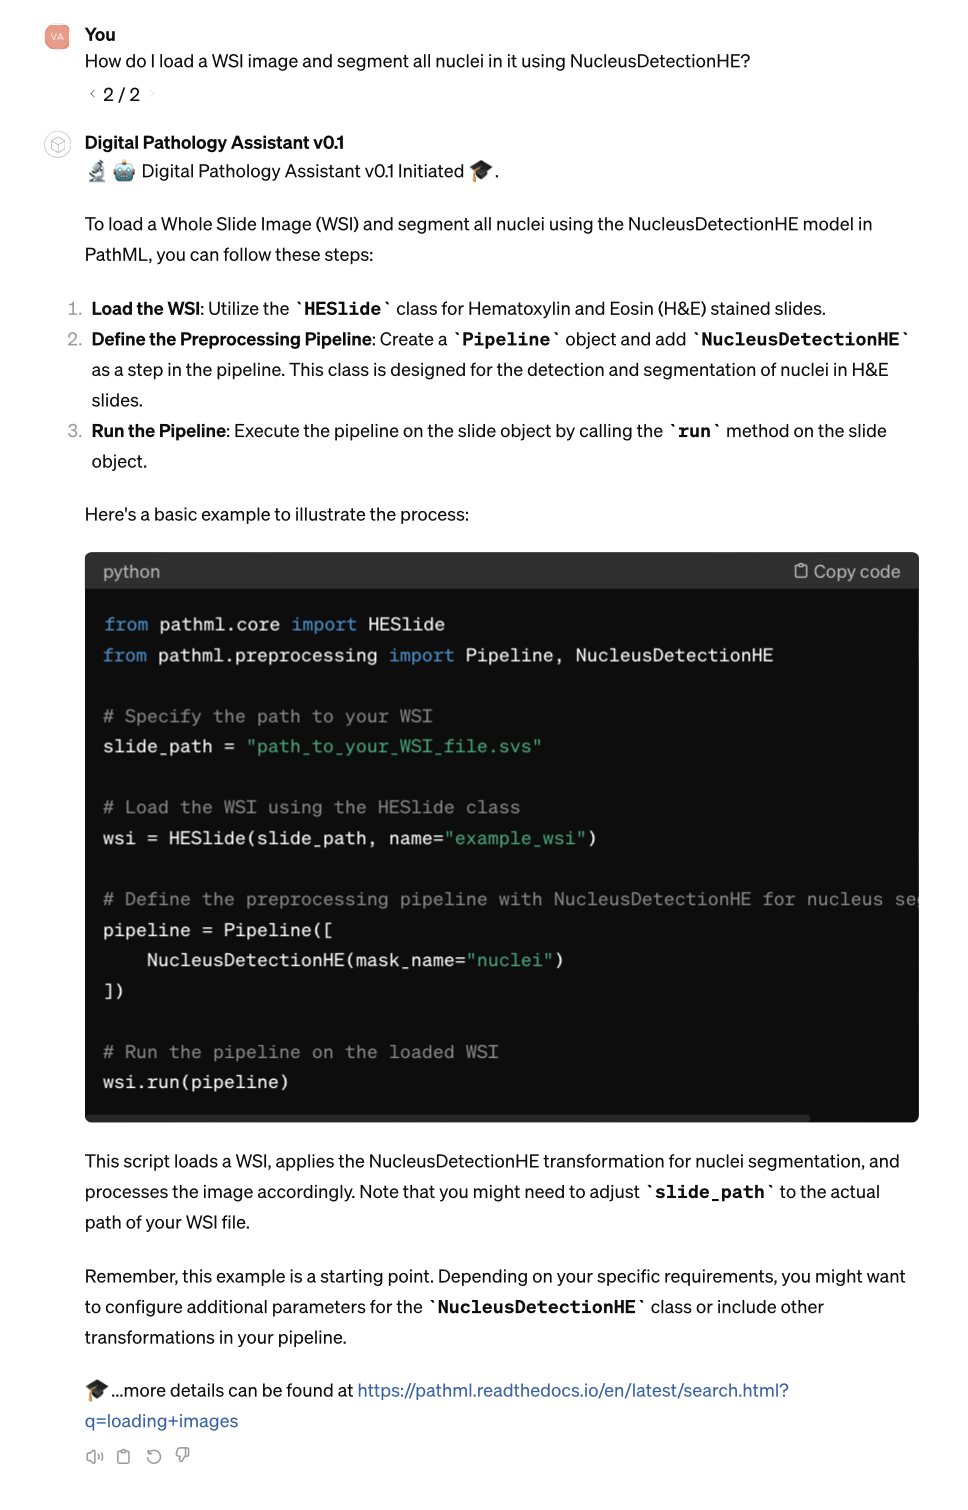 VA
You
How do I load a WSI image and segment all nuclei in it using NucleusDetectionHE?
< 2 / 2 >
Digital Pathology Assistant v0.1
🔬 🤖 Digital Pathology Assistant v0.1 Initiated 🎓.
To load a Whole Slide Image (WSI) and segment all nuclei using the NucleusDetectionHE model in
PathML, you can follow these steps:
1. Load the WSI: Utilize the `HESlide` class for Hematoxylin and Eosin (H&E) stained slides.
2. Define the Preprocessing Pipeline: Create a `Pipeline` object and add `NucleusDetectionHE`
as a step in the pipeline. This class is designed for the detection and segmentation of nuclei in H&E
slides.
3. Run the Pipeline: Execute the pipeline on the slide object by calling the `run` method on the slide
object.
Here's a basic example to illustrate the process:
python
Copy code
from pathml.core import HESlide
from pathml.preprocessing import Pipeline, NucleusDetectionHE
# Specify the path to your WSI
slide_path = "path_to_your_WSI_file.svs"
# Load the WSI using the HESlide class
wsi = HESlide(slide_path, name="example_wsi")
# Define the preprocessing pipeline with NucleusDetectionHE for nucleus se
pipeline = Pipeline([
    NucleusDetectionHE(mask_name="nuclei")
])
# Run the pipeline on the loaded WSI
wsi.run(pipeline)
This script loads a WSI, applies the NucleusDetectionHE transformation for nuclei segmentation, and
processes the image accordingly. Note that you might need to adjust `slide_path` to the actual
path of your WSI file.
Remember, this example is a starting point. Depending on your specific requirements, you might want
to configure additional parameters for the `NucleusDetectionHE` class or include other
transformations in your pipeline.
🎓...more details can be found at https://pathml.readthedocs.io/en/latest/search.html?
q=loading+images